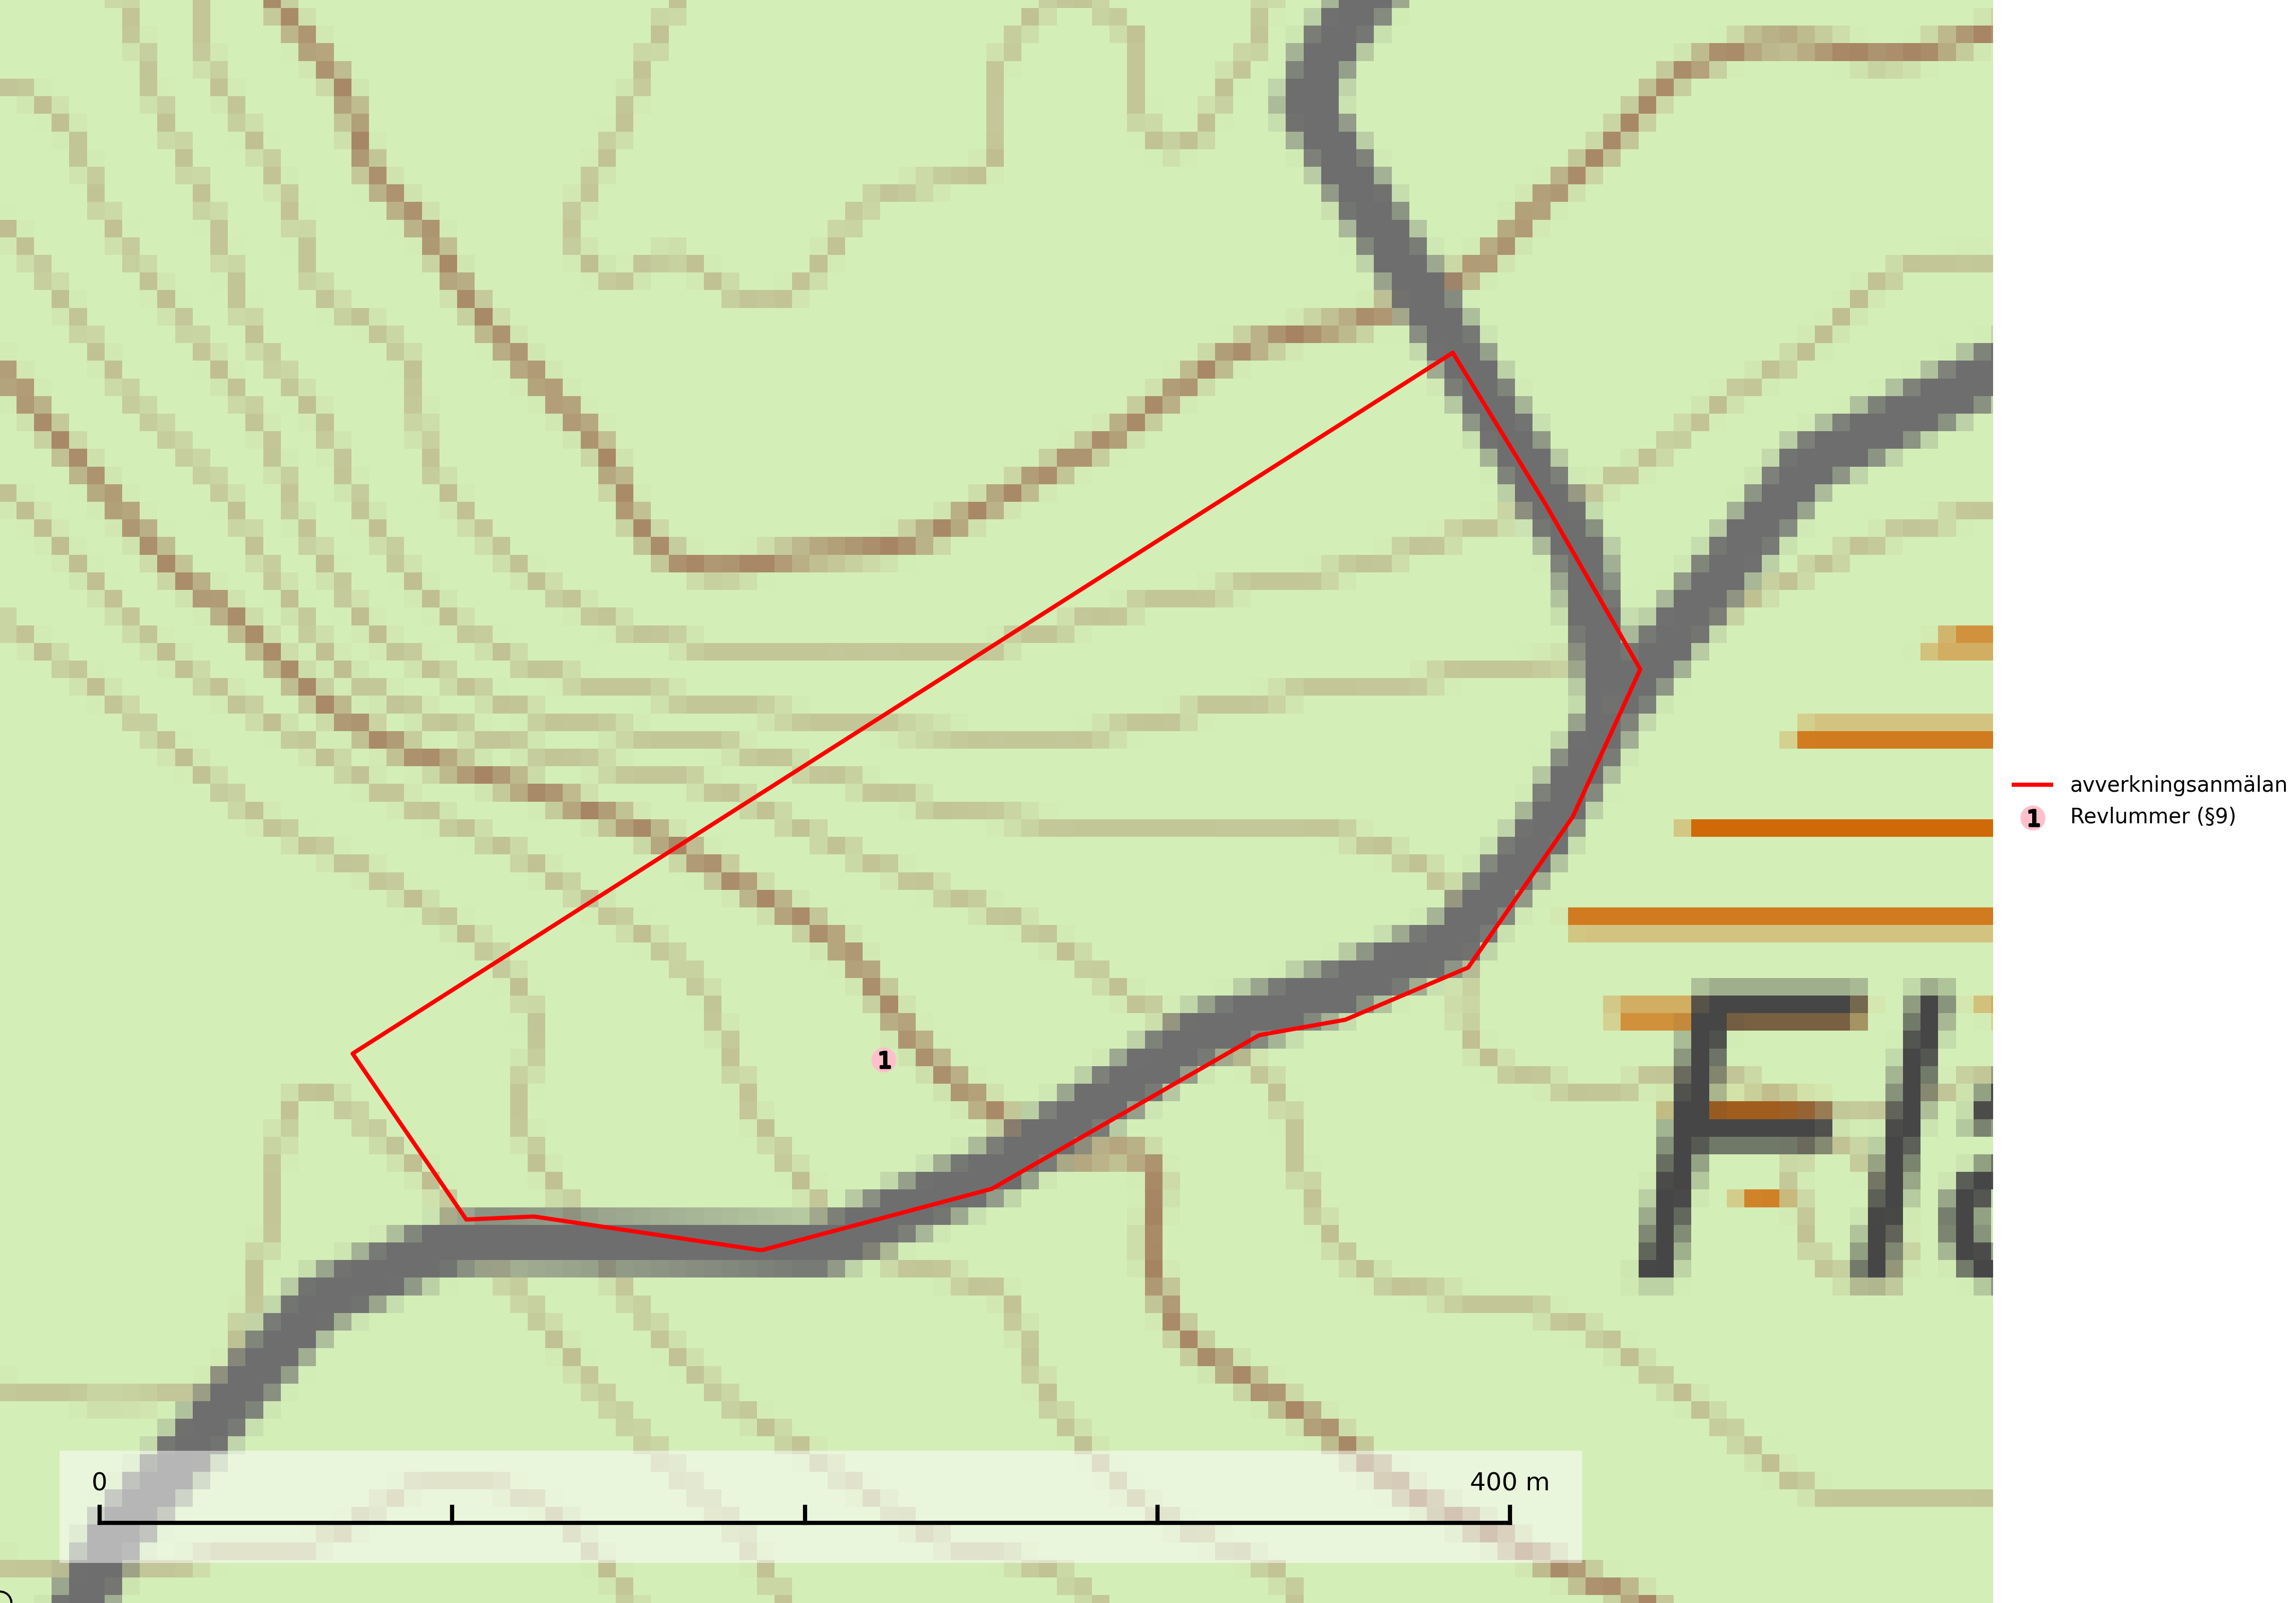 avverkningsanmälan
1 Revlummer (§9)
1
0 400 m